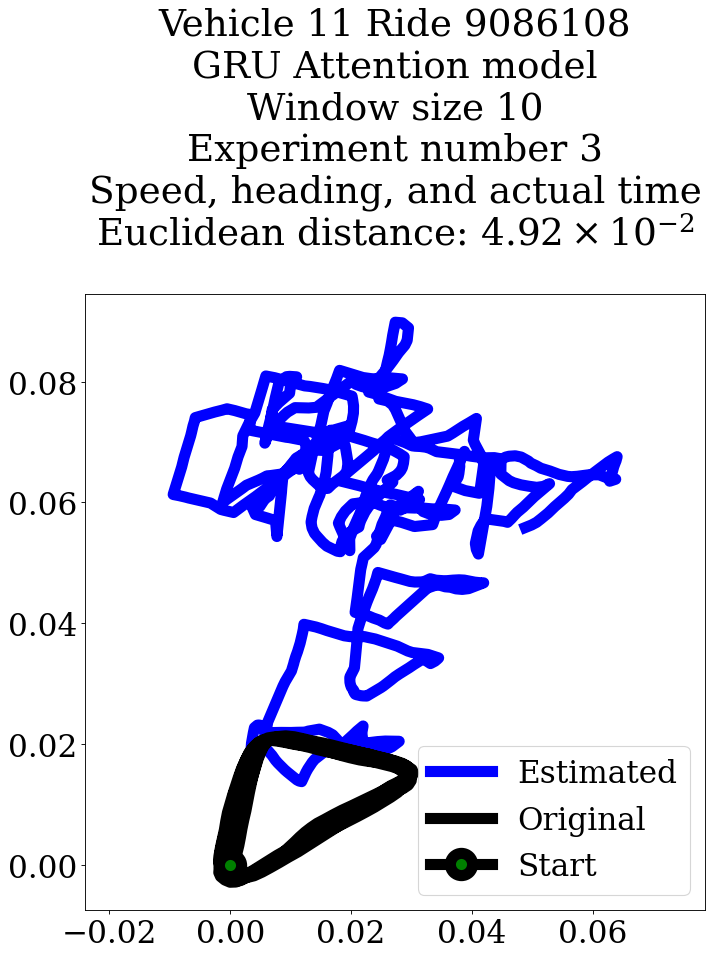 Vehicle 11 Ride 9086108
GRU Attention model
Window size 10
Experiment number 3
Speed, heading, and actual time
Euclidean distance: 4.92 × 10⁻²
0.08
0.06
0.04
0.02
0.00
Estimated
Original
Start
−0.02 0.00 0.02 0.04 0.06